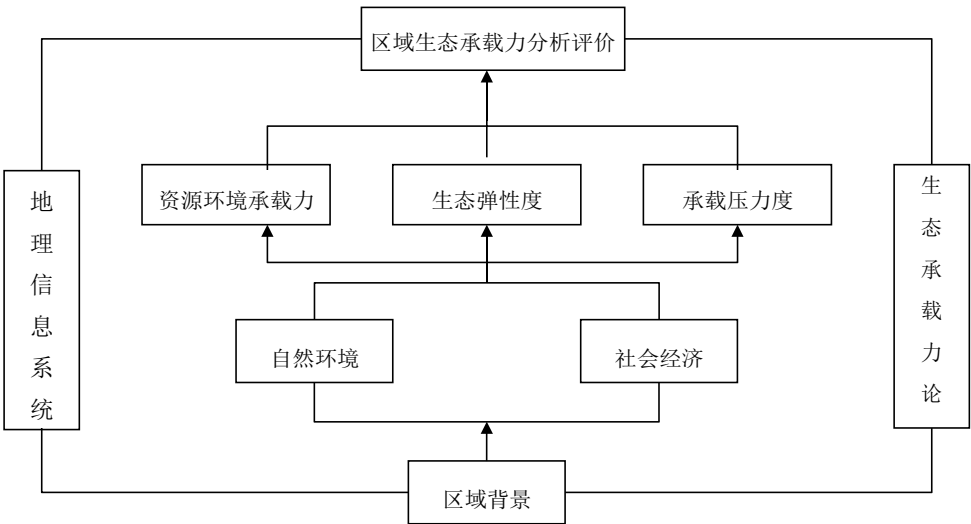 区域生态承载力分析评价
地理信息系统
资源环境承载力
生态弹性度
承载压力度
生态承载力论
自然环境
社会经济
区域背景